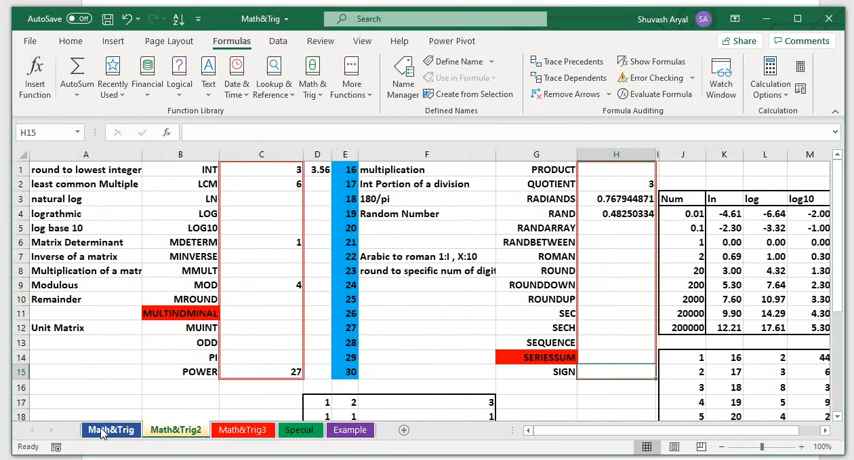 AutoSave Off Math&Trig Search Shuvash Aryal SA
File Home Insert Page Layout Formulas Data Review View Help Power Pivot Share Comments
Insert Function
AutoSum
Recently Used
Financial
Logical
Text
Date & Time
Lookup & Reference
Math & Trig
More Functions
Function Library
Name Manager
Define Name
Use in Formula
Create from Selection
Defined Names
Trace Precedents
Trace Dependents
Remove Arrows
Show Formulas
Error Checking
Evaluate Formula
Formula Auditing
Watch Window
Calculation Options
Calculation
H15 fx
A B C D E F G H I J K L M
1 round to lowest integer INT 3 3.56 16 multiplication PRODUCT
2 least common Multiple LCM 6 17 Int Portion of a division QUOTIENT 3
3 natural log LN 18 180/pi RADIANS 0.767944871 Num ln log log10
4 lograthmic LOG 19 Random Number RAND 0.48250334 0.01 -4.61 -6.64 -2.00
5 log base 10 LOG10 20 RANDARRAY 0.1 -2.30 -3.32 -1.00
6 Matrix Determinant MDETERM 1 21 RANDBETWEEN 1 0.00 0.00 0.00
7 Inverse of a matrix MINVERSE 22 Arabic to roman 1:I , X:10 ROMAN 2 0.69 1.00 0.30
8 Multiplication of a matr MMULT 23 round to specific num of digit ROUND 20 3.00 4.32 1.30
9 Modulous MOD 4 24 ROUNDDOWN 200 5.30 7.64 2.30
10 Remainder MROUND 25 ROUNDUP 2000 7.60 10.97 3.30
11 MULTINOMINAL 26 SEC 20000 9.90 14.29 4.30
12 Unit Matrix MUINT 27 SECH 200000 12.21 17.61 5.30
13 ODD 28 SEQUENCE
14 PI 29 SERIESSUM 1 16 2 44
15 POWER 27 30 SIGN 2 17 3 6
16 3 18 8 3
17 1 2 3 4 19 5 9
18 1 1 1 5 20 4 2
Math&Trig Math&Trig2 Math&Trig3 Special Example
Ready 100%